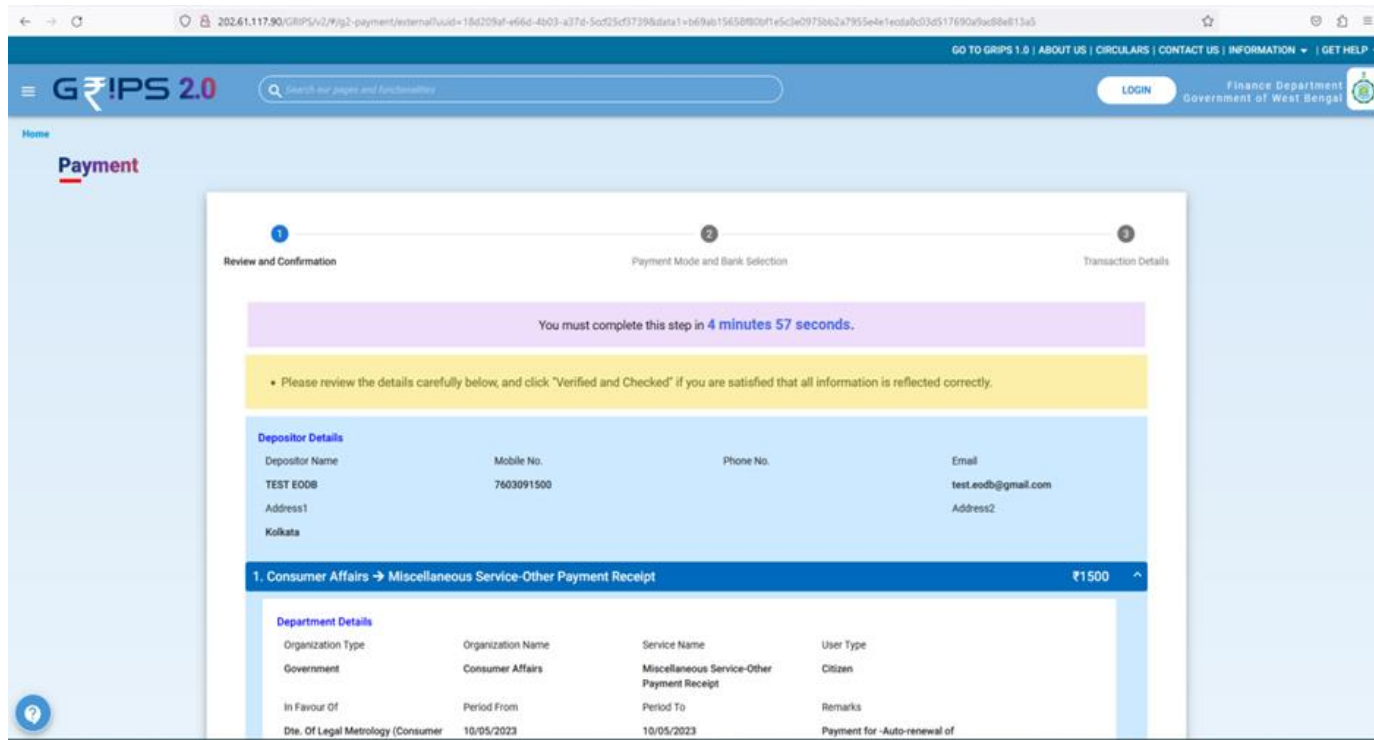 202.61.117.90/GRIPS/v2/#/g2-payment/external?uuid=
GO TO GRIPS 1.0 | ABOUT US | CIRCULARS | CONTACT US | INFORMATION | GET HELP
GR₹IPS 2.0
Search our pages and functionalities
LOGIN
Finance Department
Government of West Bengal
Home
Payment
1
2
3
Review and Confirmation
Payment Mode and Bank Selection
Transaction Details
You must complete this step in 4 minutes 57 seconds.
• Please review the details carefully below, and click "Verified and Checked" if you are satisfied that all information is reflected correctly.
Depositor Details
Depositor Name Mobile No. Phone No. Email
TEST EODB 7603091500 test.eodb@gmail.com
Address1 Address2
Kolkata
1. Consumer Affairs → Miscellaneous Service-Other Payment Receipt ₹1500
Department Details
Organization Type Organization Name Service Name User Type
Government Consumer Affairs Miscellaneous Service-Other Citizen
Payment Receipt
In Favour Of Period From Period To Remarks
Dte. Of Legal Metrology (Consumer 10/05/2023 10/05/2023 Payment for -Auto-renewal of